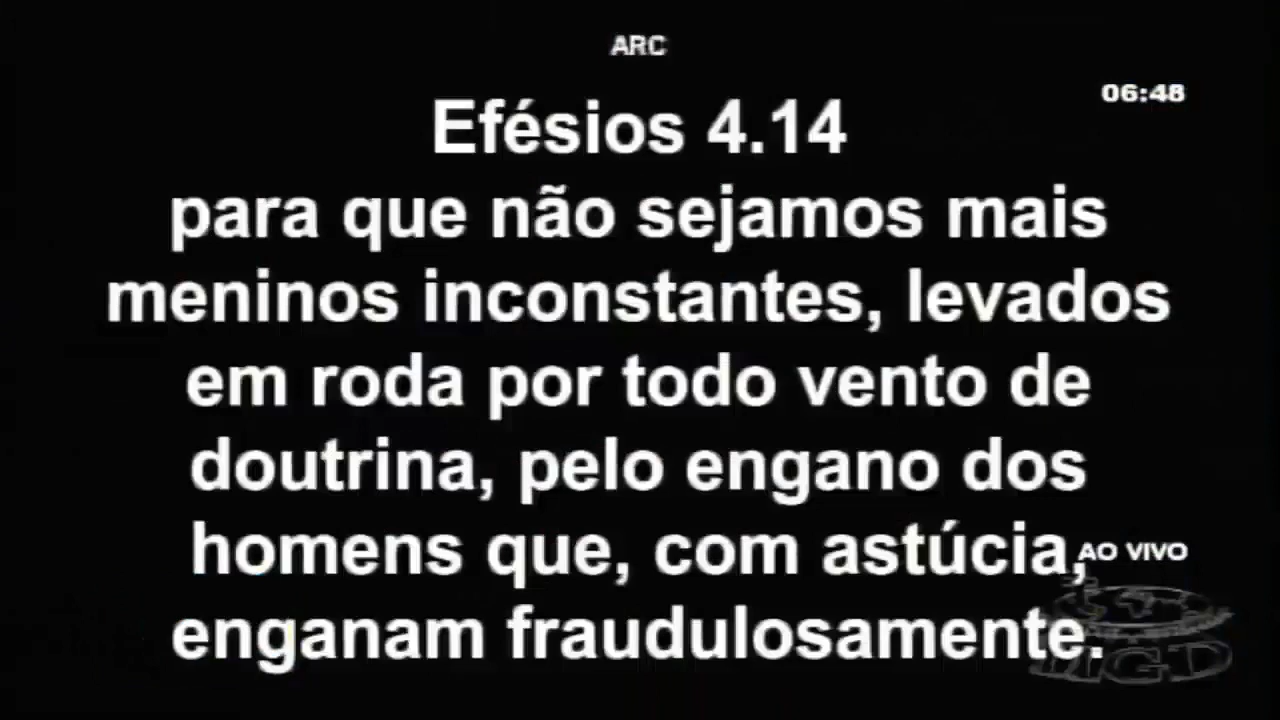 ARC
06:48
Efésios 4.14
para que não sejamos mais
meninos inconstantes, levados
em roda por todo vento de
doutrina, pelo engano dos
homens que, com astúcia,
AO VIVO
enganam fraudulosamente.